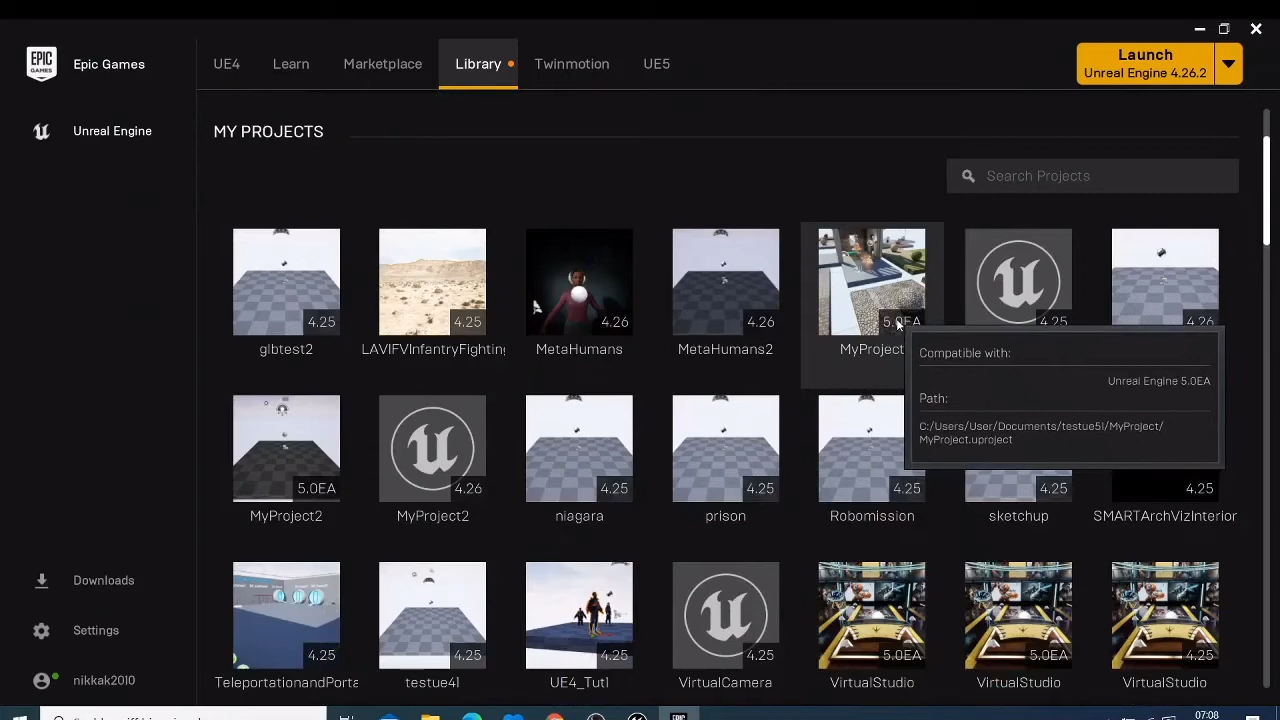 EPIC
GAMES
Epic Games
UE4
Learn
Marketplace
Library
Twinmotion
UE5
Launch
Unreal Engine 4.26.2
Unreal Engine
MY PROJECTS
Search Projects
4.25
4.25
4.26
4.26
5.0EA
4.25
4.26
glbtest2
LAVIFVInfantryFighting
MetaHumans
MetaHumans2
MyProject
Compatible with:
Unreal Engine 5.0EA
Path:
C:/Users/User/Documents/testue5l/MyProject/
MyProject.uproject
5.0EA
4.26
4.25
4.25
4.25
4.25
4.25
MyProject2
MyProject2
niagara
prison
Robomission
sketchup
SMARTArchVizInterior
Downloads
Settings
nikkak2010
4.25
4.25
4.25
4.25
5.0EA
5.0EA
4.25
TeleportationandPorta
testue4l
UE4_Tut1
VirtualCamera
VirtualStudio
VirtualStudio
VirtualStudio
EPIC
07:08